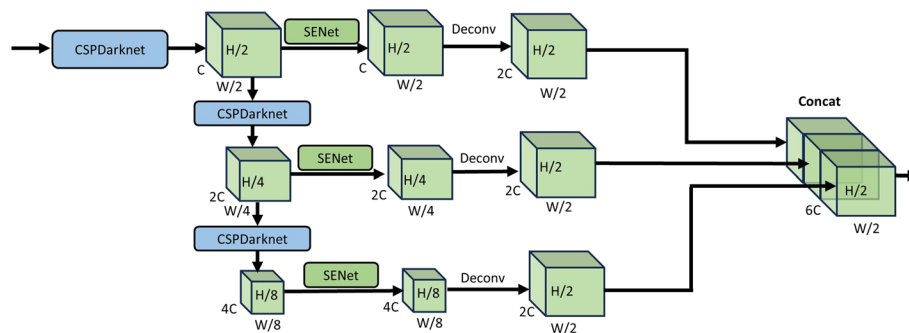 CSPDarknet
H/2
C
W/2
SENet
H/2
C
W/2
Deconv
H/2
2C
W/2
CSPDarknet
H/4
2C
W/4
SENet
H/4
2C
W/4
Deconv
H/2
2C
W/2
CSPDarknet
H/8
4C
W/8
SENet
H/8
4C
W/8
Deconv
H/2
2C
W/2
Concat
H/2
6C
W/2